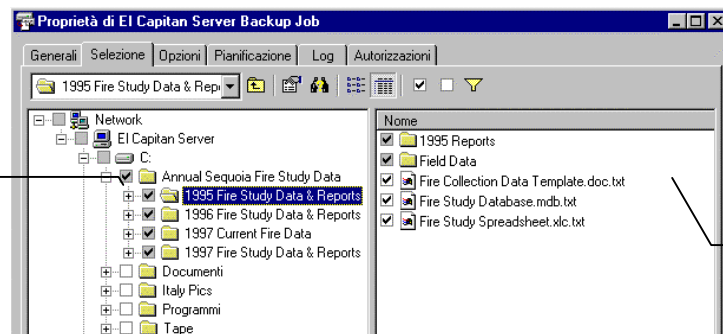 Proprietà di El Capitan Server Backup Job
Generali Selezione Opzioni Pianificazione Log Autorizzazioni
1995 Fire Study Data & Rep
Network
El Capitan Server
C:
Annual Sequoia Fire Study Data
1995 Fire Study Data & Reports
1996 Fire Study Data & Reports
1997 Current Fire Data
1997 Fire Study Data & Reports
Documenti
Italy Pics
Programmi
Tape
Nome
1995 Reports
Field Data
Fire Collection Data Template.doc.txt
Fire Study Database.mdb.txt
Fire Study Spreadsheet.xlc.txt